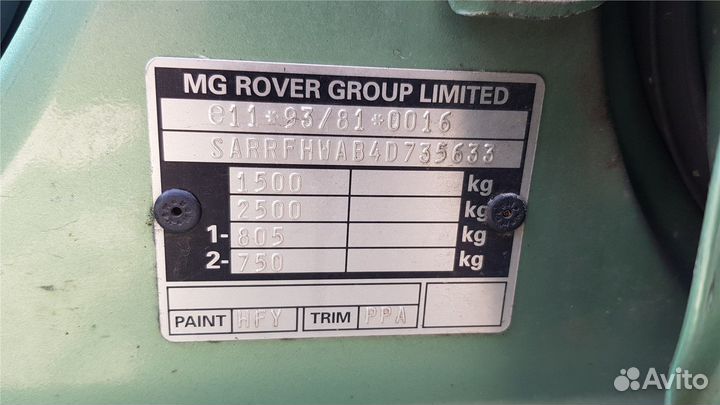 MG ROVER GROUP LIMITED
e11*93/81*0016
SARRFHWAB4D735633
1500 kg
2500 kg
1- 805 kg
2- 750 kg
PAINT HFY TRIM PPA
Avito